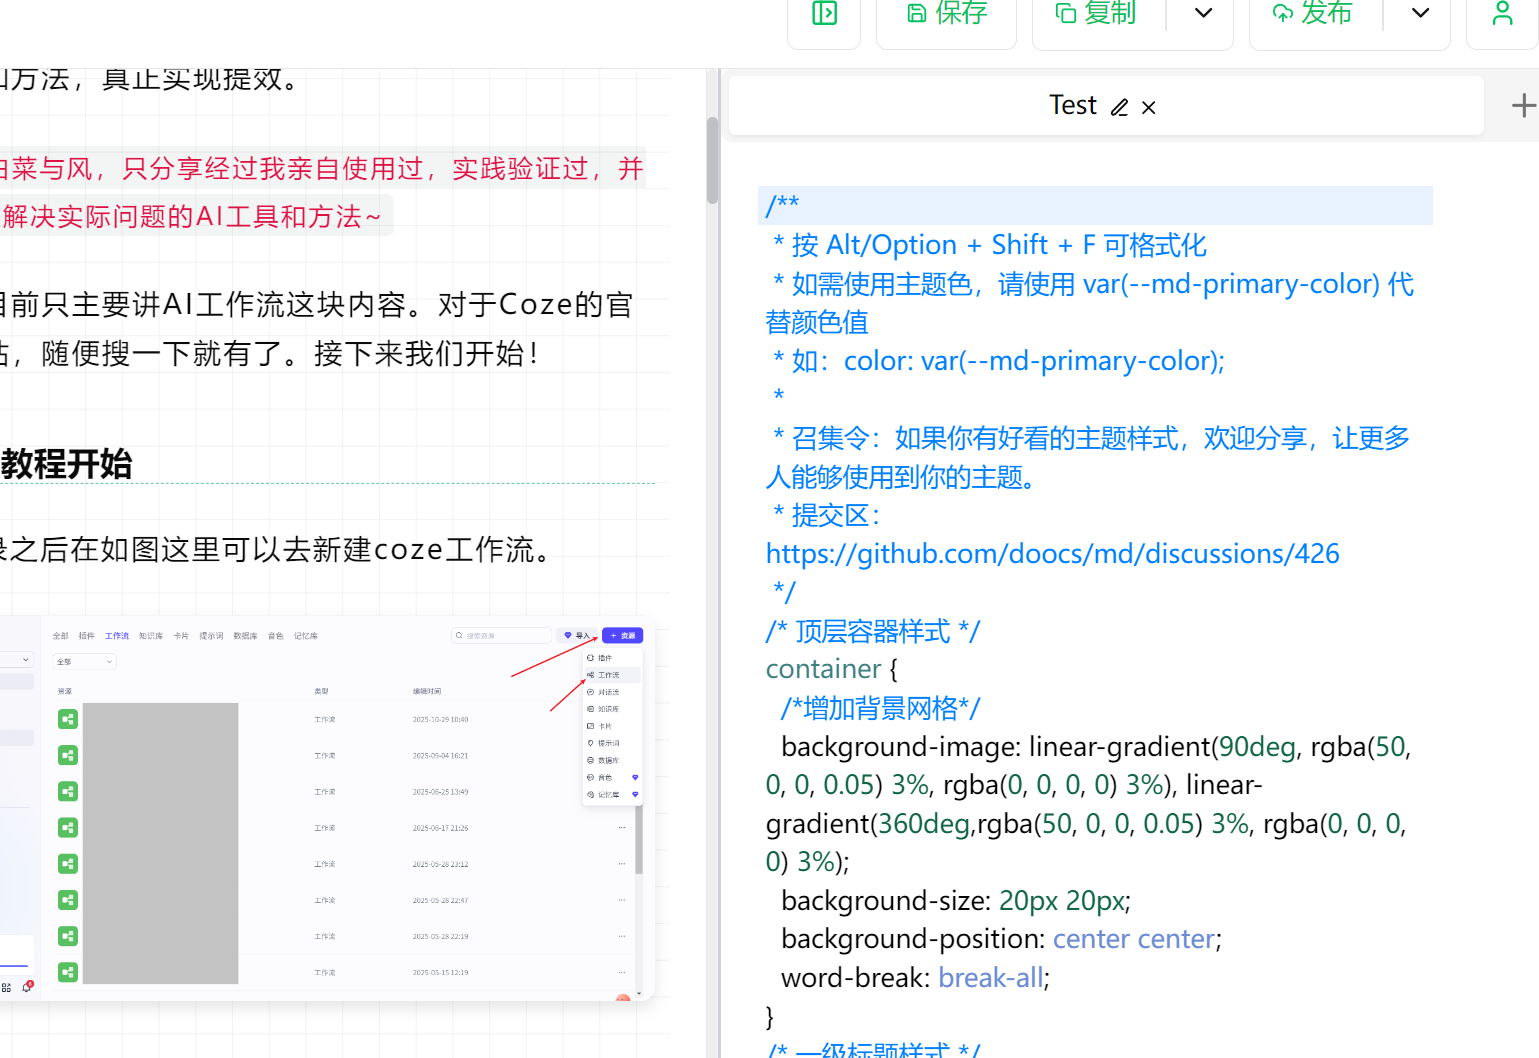 保存
复制
发布
方法，真正实现提效。
菜与风，只分享经过我亲自使用过，实践验证过，并
解决实际问题的AI工具和方法~
前只主要讲AI工作流这块内容。对于Coze的官
，随便搜一下就有了。接下来我们开始！
教程开始
之后在如图这里可以去新建coze工作流。
全部 插件 工作流 知识库 卡片 提示词 数据库 音色 记忆库
搜索资源
导入
+ 资源
全部
插件
工作流
对话流
知识库
卡片
提示词
数据库
音色
记忆库
资源 类型 编辑时间
工作流 2025-10-29 10:40
工作流 2025-09-04 16:21
工作流 2025-06-25 13:49
工作流 2025-06-17 21:26
工作流 2025-05-28 23:12
工作流 2025-05-28 22:47
工作流 2025-05-28 22:19
工作流 2025-05-15 12:19
Test
/**
* 按 Alt/Option + Shift + F 可格式化
* 如需使用主题色，请使用 var(--md-primary-color) 代
替颜色值
* 如：color: var(--md-primary-color);
*
* 召集令：如果你有好看的主题样式，欢迎分享，让更多
人能够使用到你的主题。
* 提交区：
https://github.com/doocs/md/discussions/426
*/
/* 顶层容器样式 */
container {
/*增加背景网格*/
background-image: linear-gradient(90deg, rgba(50,
0, 0, 0.05) 3%, rgba(0, 0, 0, 0) 3%), linear-
gradient(360deg,rgba(50, 0, 0, 0.05) 3%, rgba(0, 0, 0,
0) 3%);
background-size: 20px 20px;
background-position: center center;
word-break: break-all;
}
/* 一级标题样式 */